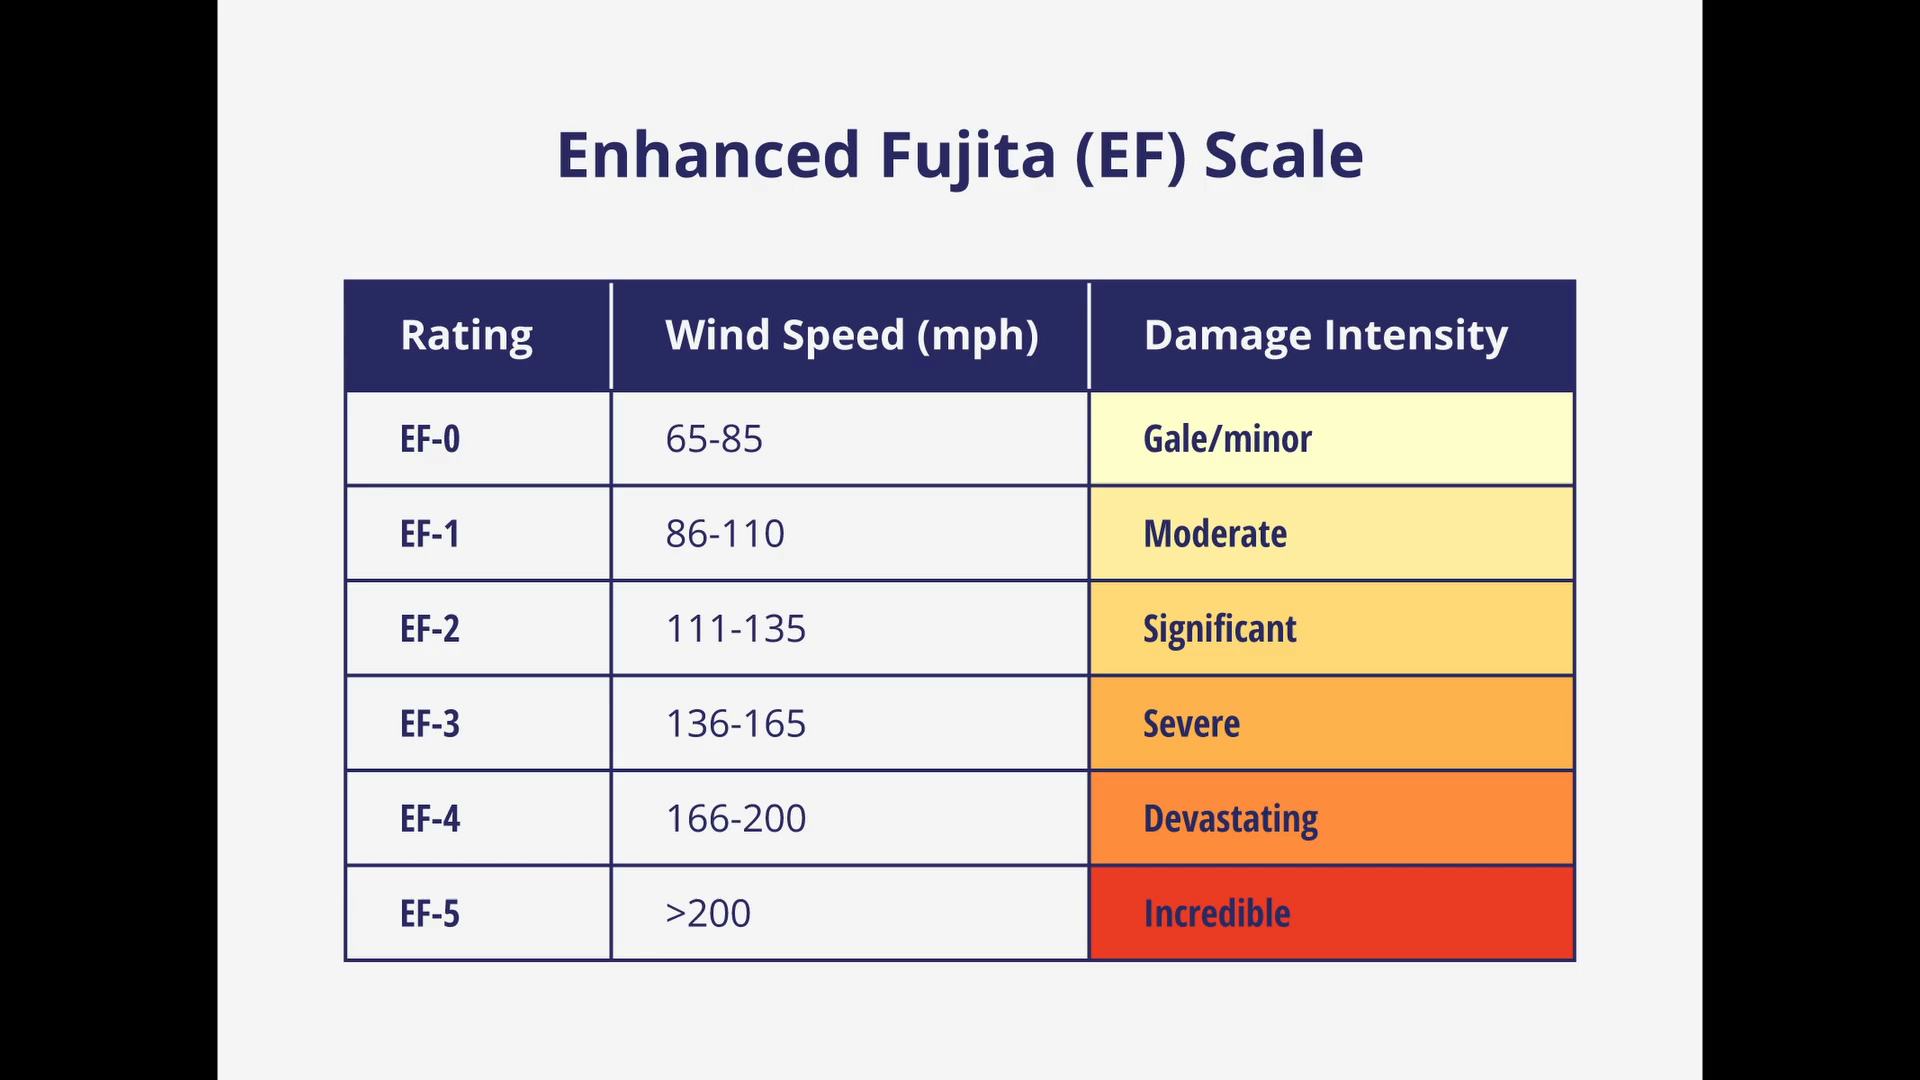 Enhanced Fujita (EF) Scale
Rating Wind Speed (mph) Damage Intensity
EF-0 65-85 Gale/minor
EF-1 86-110 Moderate
EF-2 111-135 Significant
EF-3 136-165 Severe
EF-4 166-200 Devastating
EF-5 >200 Incredible